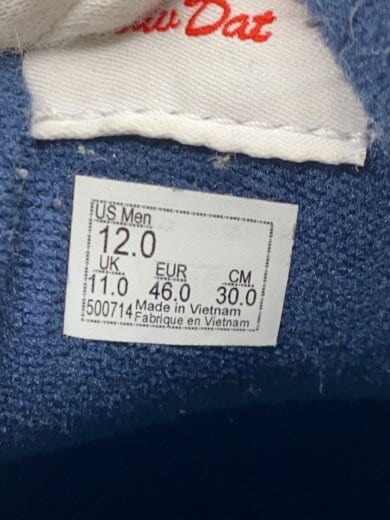 Dat
US Men
12.0
UK EUR CM
11.0 46.0 30.0
500714 Made in Vietnam
Fabrique en Vietnam